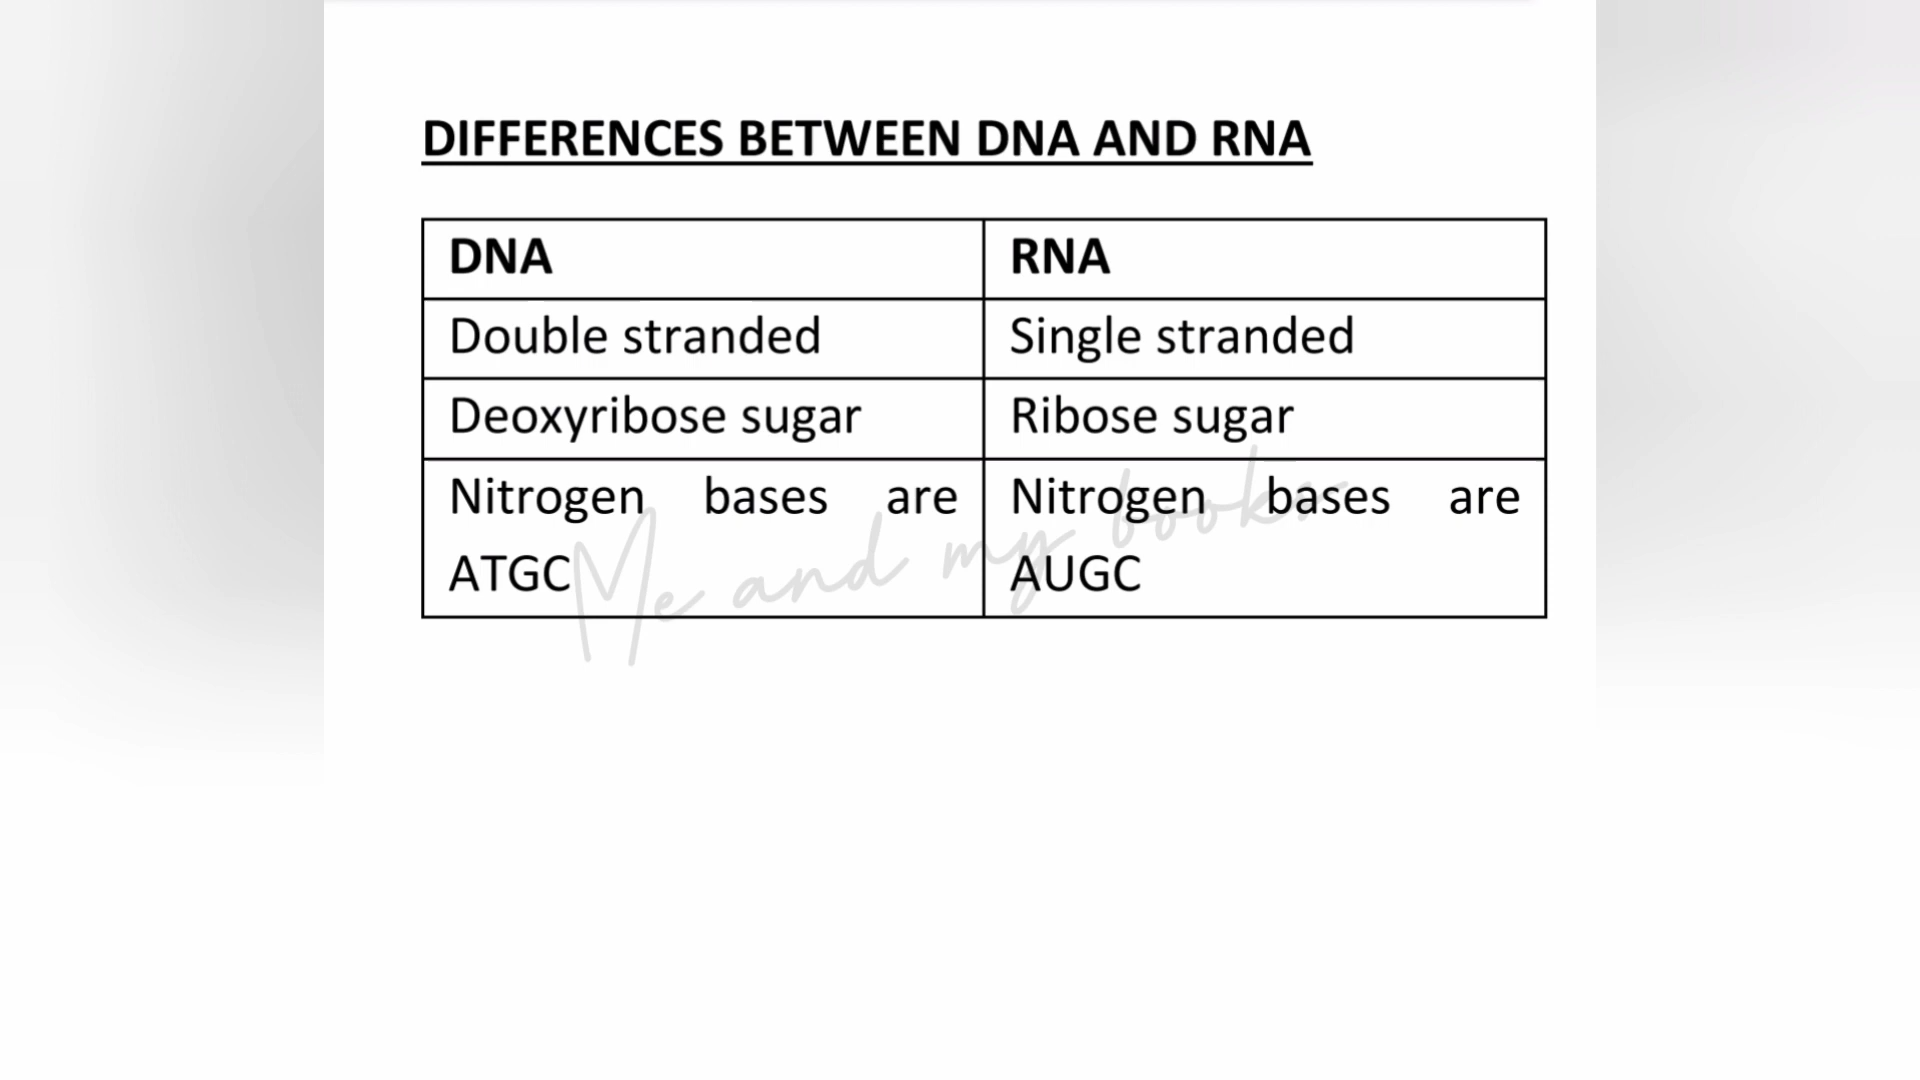 DIFFERENCES BETWEEN DNA AND RNA
DNA RNA
Double stranded Single stranded
Deoxyribose sugar Ribose sugar
Nitrogen bases are Nitrogen bases are
ATGC AUGC
Me and my books